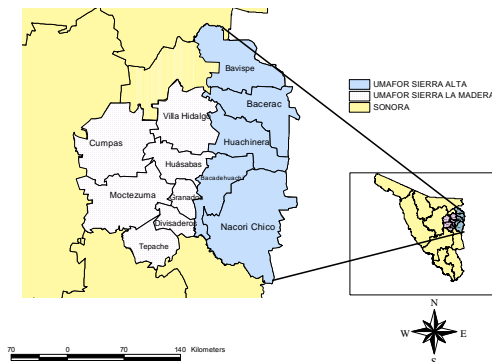 Bavispe
Bacerac
Villa Hidalgo
Cumpas
Huachinera
Huásabas
Bacadehuachi
Moctezuma
Granados
Divisaderos
Nacori Chico
Tepache
UMAFOR SIERRA ALTA
UMAFOR SIERRA LA MADERA
SONORA
N
W E
S
70 0 70 140 Kilometers